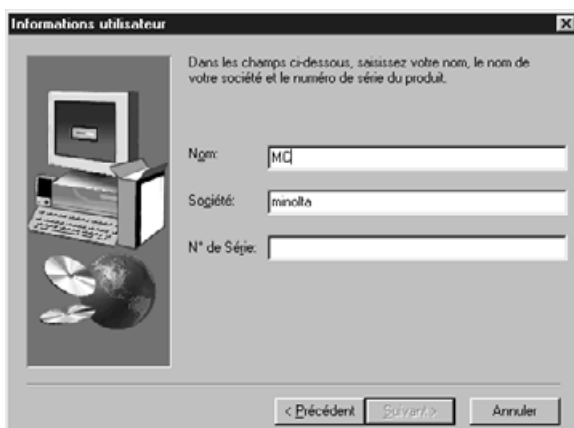 Informations utilisateur
Dans les champs ci-dessous, saisissez votre nom, le nom de
votre société et le numéro de série du produit.
Nom: MC
Société: minolta
N° de Série:
< Précédent Suivant > Annuler